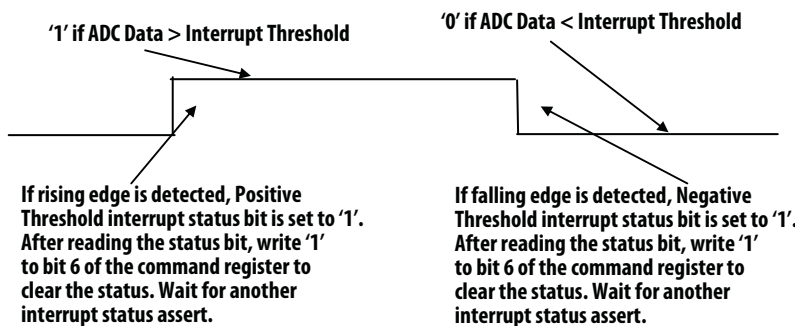 ‘1’ if ADC Data > Interrupt Threshold
‘0’ if ADC Data < Interrupt Threshold
If rising edge is detected, Positive
Threshold interrupt status bit is set to ‘1’.
After reading the status bit, write ‘1’
to bit 6 of the command register to
clear the status. Wait for another
interrupt status assert.
If falling edge is detected, Negative
Threshold interrupt status bit is set to ‘1’.
After reading the status bit, write ‘1’
to bit 6 of the command register to
clear the status. Wait for another
interrupt status assert.